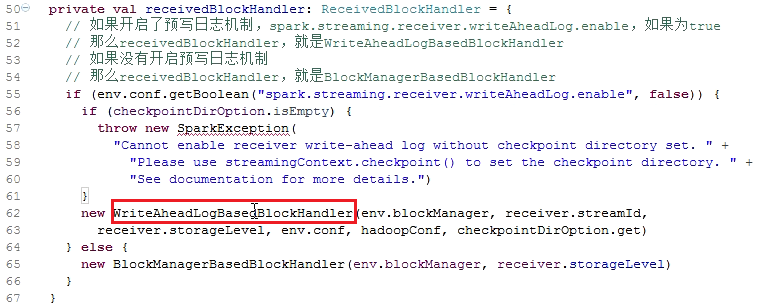 50 private val receivedBlockHandler: ReceivedBlockHandler = {
51 // 如果开启了预写日志机制，spark.streaming.receiver.writeAheadLog.enable，如果为true
52 // 那么receivedBlockHandler，就是WriteAheadLogBasedBlockHandler
53 // 如果没有开启预写日志机制
54 // 那么receivedBlockHandler，就是BlockManagerBasedBlockHandler
55 if (env.conf.getBoolean("spark.streaming.receiver.writeAheadLog.enable", false)) {
56 if (checkpointDirOption.isEmpty) {
57 throw new SparkException(
58 "Cannot enable receiver write-ahead log without checkpoint directory set. " +
59 "Please use streamingContext.checkpoint() to set the checkpoint directory. " +
60 "See documentation for more details.")
61 }
62 new WriteAheadLogBasedBlockHandler(env.blockManager, receiver.streamId,
63 receiver.storageLevel, env.conf, hadoopConf, checkpointDirOption.get)
64 } else {
65 new BlockManagerBasedBlockHandler(env.blockManager, receiver.storageLevel)
66 }
67 }